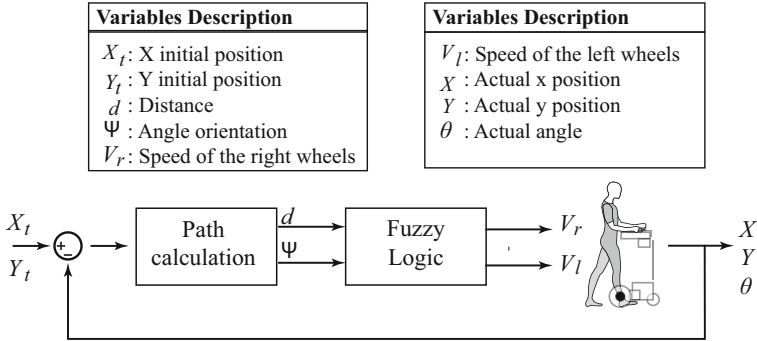 Variables Description
X_t : X initial position
Y_t : Y initial position
d : Distance
Ψ : Angle orientation
V_r : Speed of the right wheels
Variables Description
V_l : Speed of the left wheels
X : Actual x position
Y : Actual y position
θ : Actual angle
X_t
Y_t
+
−
Path
calculation
d
Ψ
Fuzzy
Logic
V_r
V_l
X
Y
θ